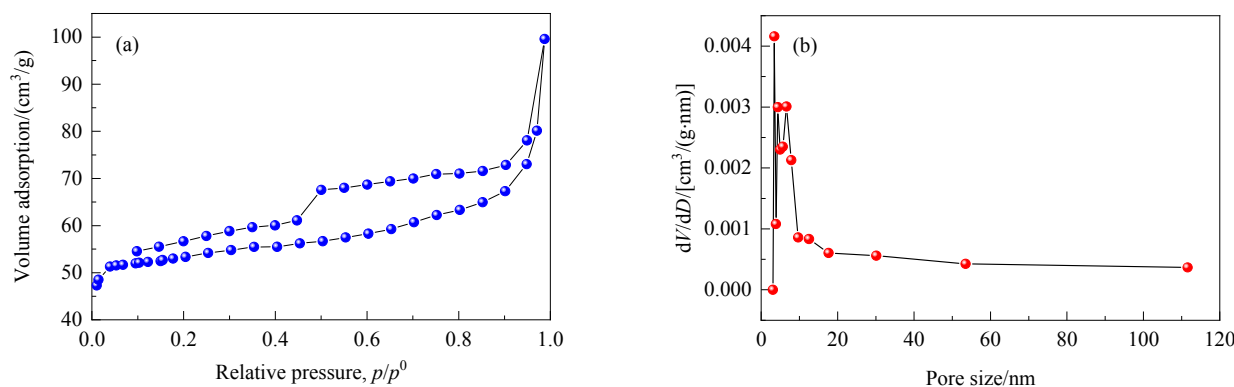 (a)
Volume adsorption/(cm³/g)
100
90
80
70
60
50
40
0.0 0.2 0.4 0.6 0.8 1.0
Relative pressure, p/p⁰
(b)
dV/dD/[cm³/(g·nm)]
0.004
0.003
0.002
0.001
0.000
0 20 40 60 80 100 120
Pore size/nm